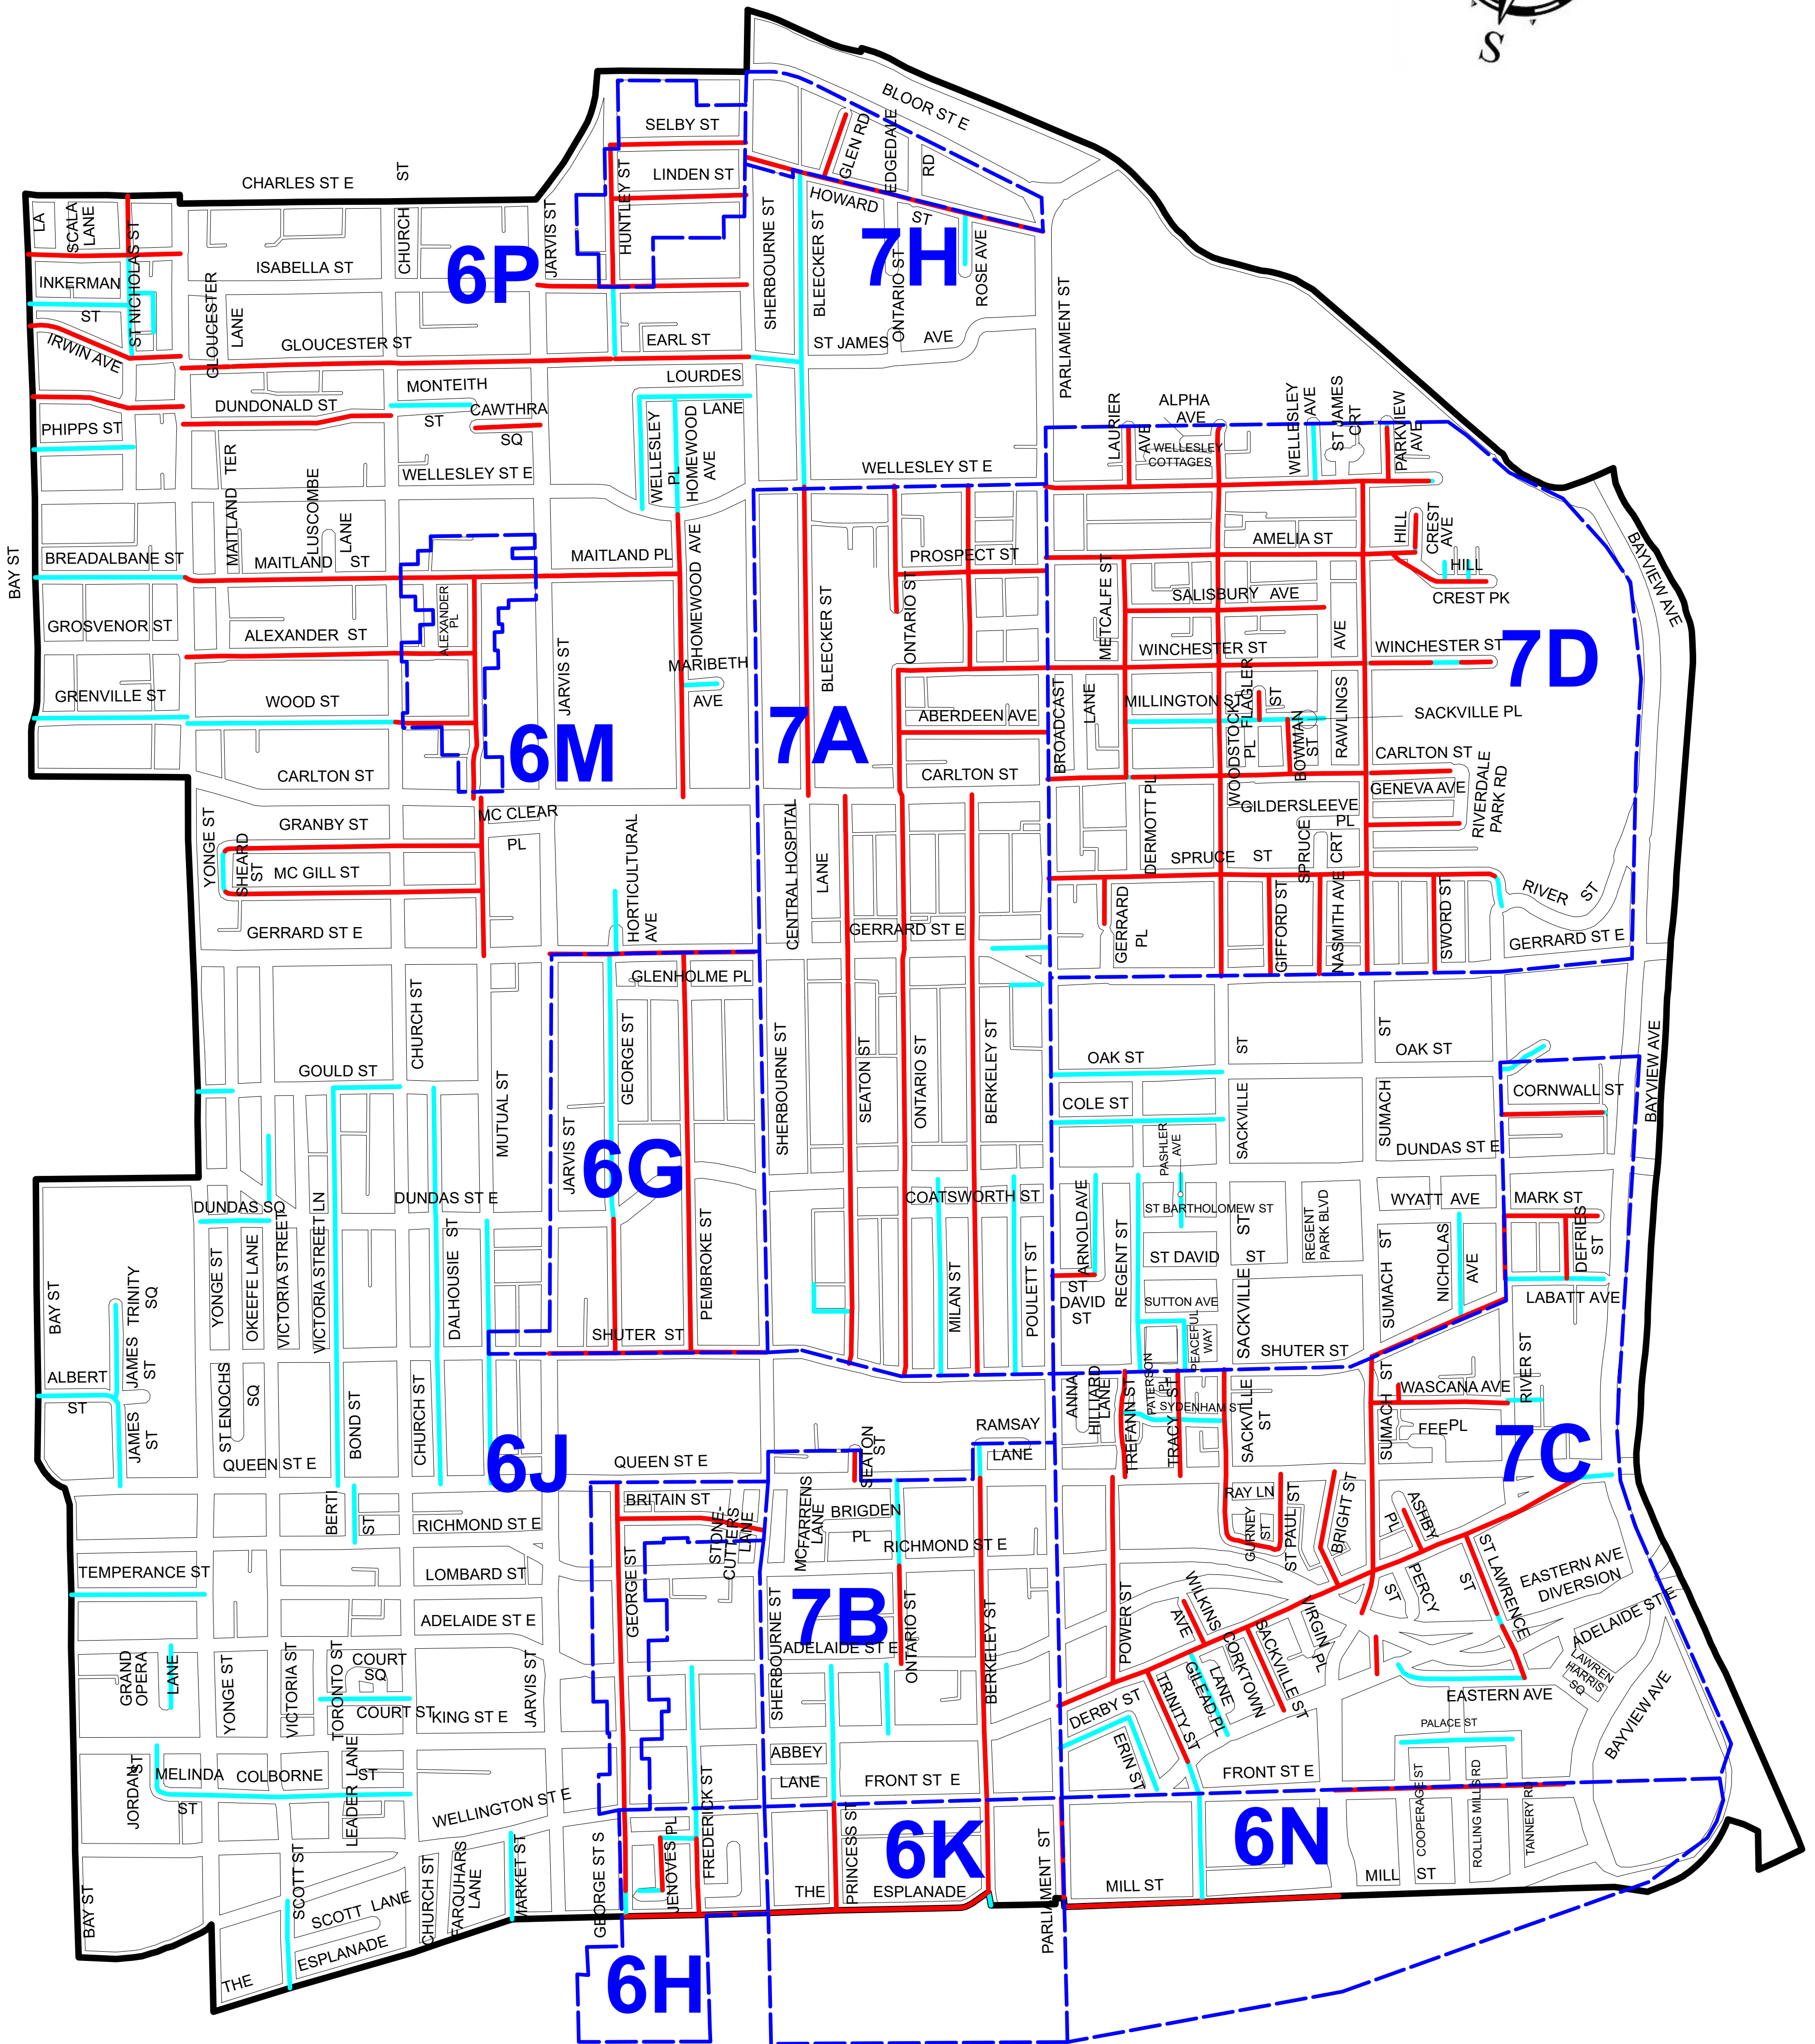 S
BLOOR ST E
SELBY ST
GLEN RD
EDGEDALE
RD
LINDEN ST
HUNTLEY ST
CHARLES ST E
CHURCH
ST
JARVIS ST
SHERBOURNE ST
BLEECKER ST
HOWARD
ST
LA
SCALA
LANE
ST NICHOLAS ST
6P
7H
ONTARIO ST
ROSE AVE
PARLIAMENT ST
INKERMAN
ST
ISABELLA ST
GLOUCESTER
LANE
IRWIN AVE
GLOUCESTER ST
EARL ST
ST JAMES
AVE
MONTEITH
ST
LOURDES
LANE
DUNDONALD ST
CAWTHRA
SQ
PHIPPS ST
WELLESLEY
PL
HOMEWOOD
AVE
LAURIER
AVE
ALPHA
AVE
WELLESLEY
COTTAGES
WELLESLEY
AVE
ST JAMES
CRT
PARKVIEW
AVE
WELLESLEY ST E
WELLESLEY ST E
MAITLAND TER
LUSCOMBE
LANE
BAY ST
BREADALBANE ST
MAITLAND ST
MAITLAND PL
HOMEWOOD AVE
PROSPECT ST
AMELIA ST
HILL
CREST
AVE
HILL
CREST PK
BAYVIEW AVE
GROSVENOR ST
ALEXANDER ST
ALEXANDER
PL
JARVIS ST
BLEECKER ST
ONTARIO ST
METCALFE ST
SALISBURY AVE
WINCHESTER ST
AVE
WINCHESTER ST
7D
GRENVILLE ST
WOOD ST
MARIBETH
AVE
6M
7A
ABERDEEN AVE
BROADCAST
LANE
MILLINGTON ST
FLAGLER
ST
WOODSTOCK
PL
BOWMAN
ST
RAWLINGS
SACKVILLE PL
CARLTON ST
CARLTON ST
CARLTON ST
GENEVA AVE
RIVERDALE
PARK RD
YONGE ST
GRANBY ST
MC CLEAR
PL
SHEARD
ST
MC GILL ST
HORTICULTURAL
AVE
CENTRAL HOSPITAL
LANE
DERMOTT PL
GILDERSLEEVE
PL
SPRUCE ST
SPRUCE
CRT
GERRARD ST E
GERRARD ST E
GERRARD
PL
GIFFORD ST
NASMITH AVE
SWORD ST
RIVER ST
GERRARD ST E
GLENHOLME PL
CHURCH ST
GEORGE ST
SHERBOURNE ST
SEATON ST
ONTARIO ST
BERKELEY ST
GOULD ST
MUTUAL ST
OAK ST
ST
ST
OAK ST
CORNWALL ST
BAYVIEW AVE
COLE ST
SACKVILLE
SUMACH
DUNDAS ST E
PASHLER
AVE
JARVIS ST
6G
COATSWORTH ST
ARNOLD AVE
REGENT ST
ST BARTHOLOMEW ST
WYATT AVE
MARK ST
DUNDAS SQ
DUNDAS ST E
VICTORIA STREET
VICTORIA STREET LN
PEMBROKE ST
REGENT
PARK BLVD
ST DAVID ST
SUMACH ST
NICHOLAS
AVE
DEFRIES
ST
LABATT AVE
BAY ST
TRINITY
SQ
JAMES
ST
YONGE ST
OKEEFE LANE
DALHOUSIE ST
MILAN ST
POULETT ST
ST
DAVID
ST
SUTTON AVE
PEACEFUL
WAY
SACKVILLE ST
SHUTER ST
SHUTER ST
ALBERT
ST
JAMES
ST
ST ENOCHS
SQ
BOND ST
CHURCH ST
QUEEN ST E
6J
QUEEN ST E
SEATON
ST
RAMSAY
LANE
ANNA
HILLIARD
LANE
TREFANN ST
PATERSON
PL
TRACY ST
SYDENHAM ST
SACKVILLE
ST
SUMACH ST
WASCANA AVE
FEE PL
RIVER ST
7C
BERTI
ST
RICHMOND ST E
BRITAIN ST
STONE-
CUTTERS
LANE
MCFARRENS
LANE
BRIGDEN
PL
RICHMOND ST E
RAY LN
GURNEY
ST
ST PAUL ST
BRIGHT ST
ASHBY
PL
TEMPERANCE ST
LOMBARD ST
ADELAIDE ST E
GEORGE ST
SHERBOURNE ST
7B
ADELAIDE ST E
ONTARIO ST
BERKELEY ST
POWER ST
WILKINS
AVE
CORKTOWN
LANE
SACKVILLE ST
VIRGIN PL
PERCY
ST
ST LAWRENCE
ST
EASTERN AVE
DIVERSION
ADELAIDE ST E
GRAND
OPERA
LANE
YONGE ST
VICTORIA ST
TORONTO ST
COURT
SQ
COURT ST
KING ST E
JARVIS ST
DERBY ST
TRINITY ST
GILEAD PL
ERIN ST
LAWREN
HARRIS
SQ
EASTERN AVE
PALACE ST
BAYVIEW AVE
JORDAN
ST
MELINDA
ST
COLBORNE ST
LEADER LANE
WELLINGTON ST E
ABBEY
LANE
FRONT ST E
FRONT ST E
FREDERICK ST
COOPERAGE ST
ROLLING MILLS RD
TANNERY RD
BAY ST
SCOTT ST
SCOTT LANE
CHURCH ST
FARQUHARS
LANE
MARKET ST
GEORGE ST S
JENOVES PL
PRINCESS ST
6K
THE ESPLANADE
PARLIAMENT ST
6N
MILL ST
MILL ST
THE ESPLANADE
6H